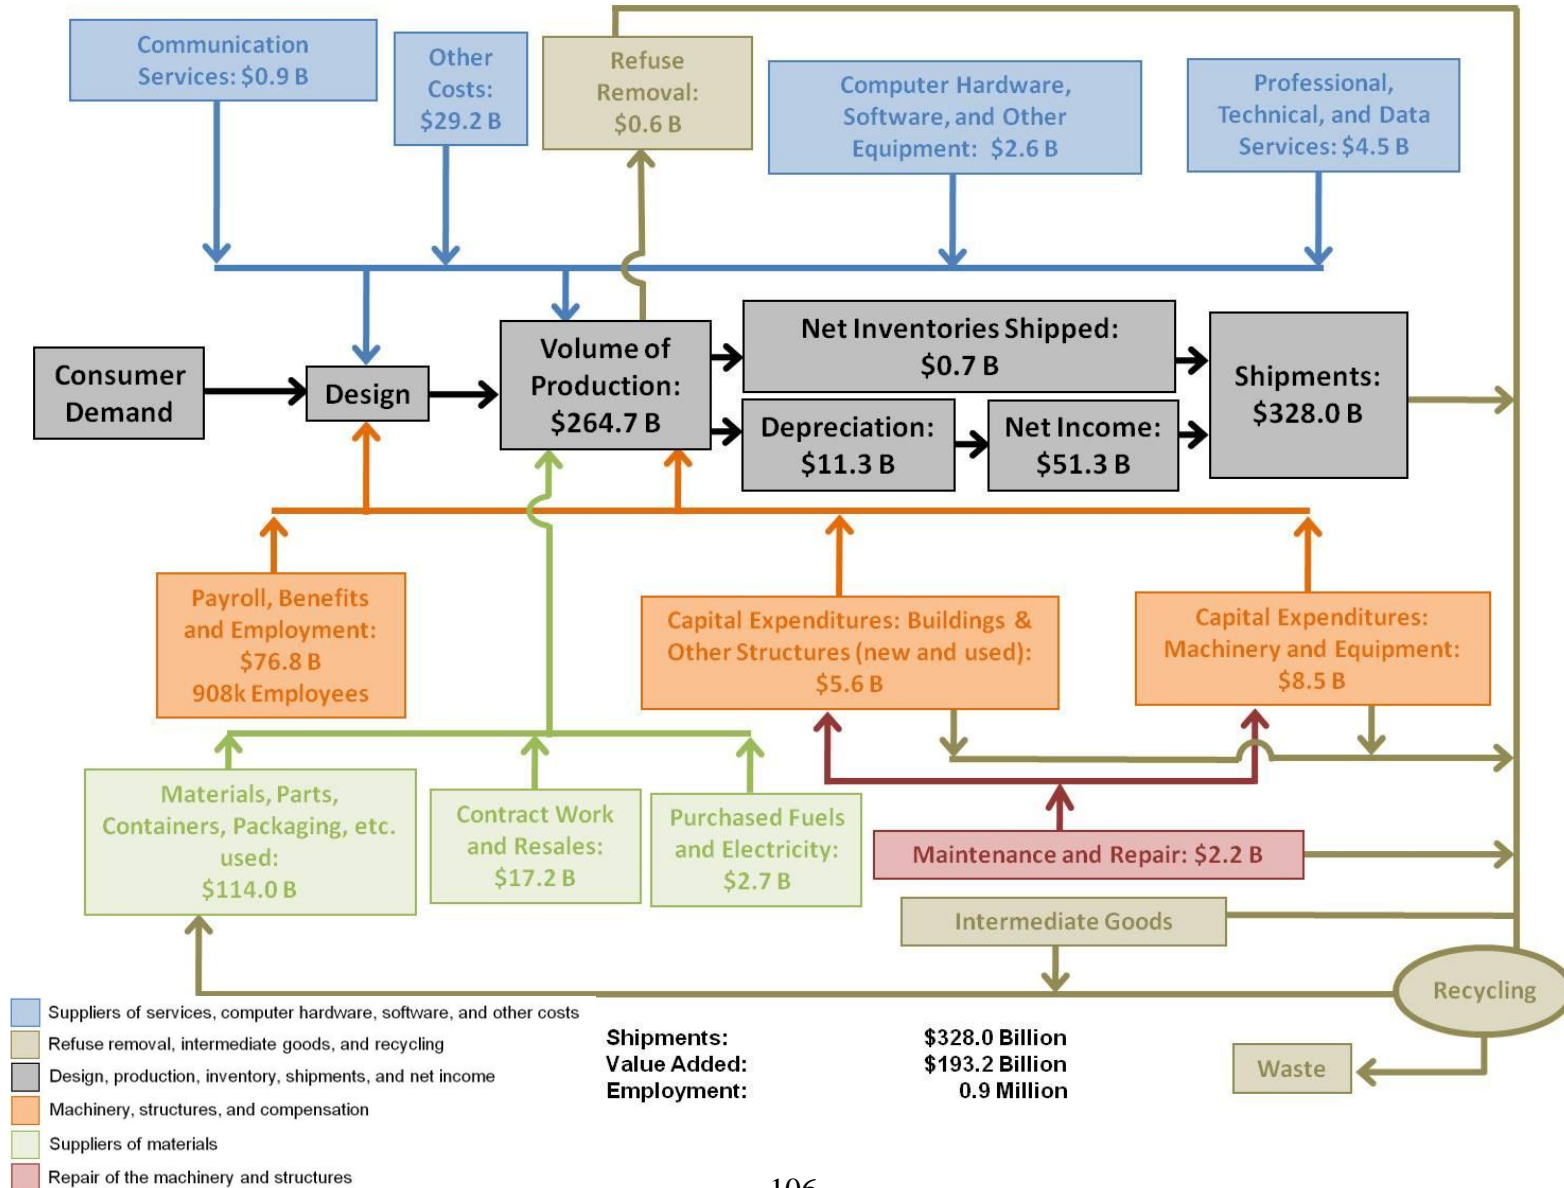 Communication
Services: $0.9 B
Other
Costs:
$29.2 B
Refuse
Removal:
$0.6 B
Computer Hardware,
Software, and Other
Equipment: $2.6 B
Professional,
Technical, and Data
Services: $4.5 B
Consumer
Demand
Design
Volume of
Production:
$264.7 B
Net Inventories Shipped:
$0.7 B
Depreciation:
$11.3 B
Net Income:
$51.3 B
Shipments:
$328.0 B
Payroll, Benefits
and Employment:
$76.8 B
908k Employees
Capital Expenditures: Buildings &
Other Structures (new and used):
$5.6 B
Capital Expenditures:
Machinery and Equipment:
$8.5 B
Materials, Parts,
Containers, Packaging, etc.
used:
$114.0 B
Contract Work
and Resales:
$17.2 B
Purchased Fuels
and Electricity:
$2.7 B
Maintenance and Repair: $2.2 B
Intermediate Goods
Recycling
Waste
Suppliers of services, computer hardware, software, and other costs
Refuse removal, intermediate goods, and recycling
Design, production, inventory, shipments, and net income
Machinery, structures, and compensation
Suppliers of materials
Repair of the machinery and structures
Shipments: $328.0 Billion
Value Added: $193.2 Billion
Employment: 0.9 Million
106